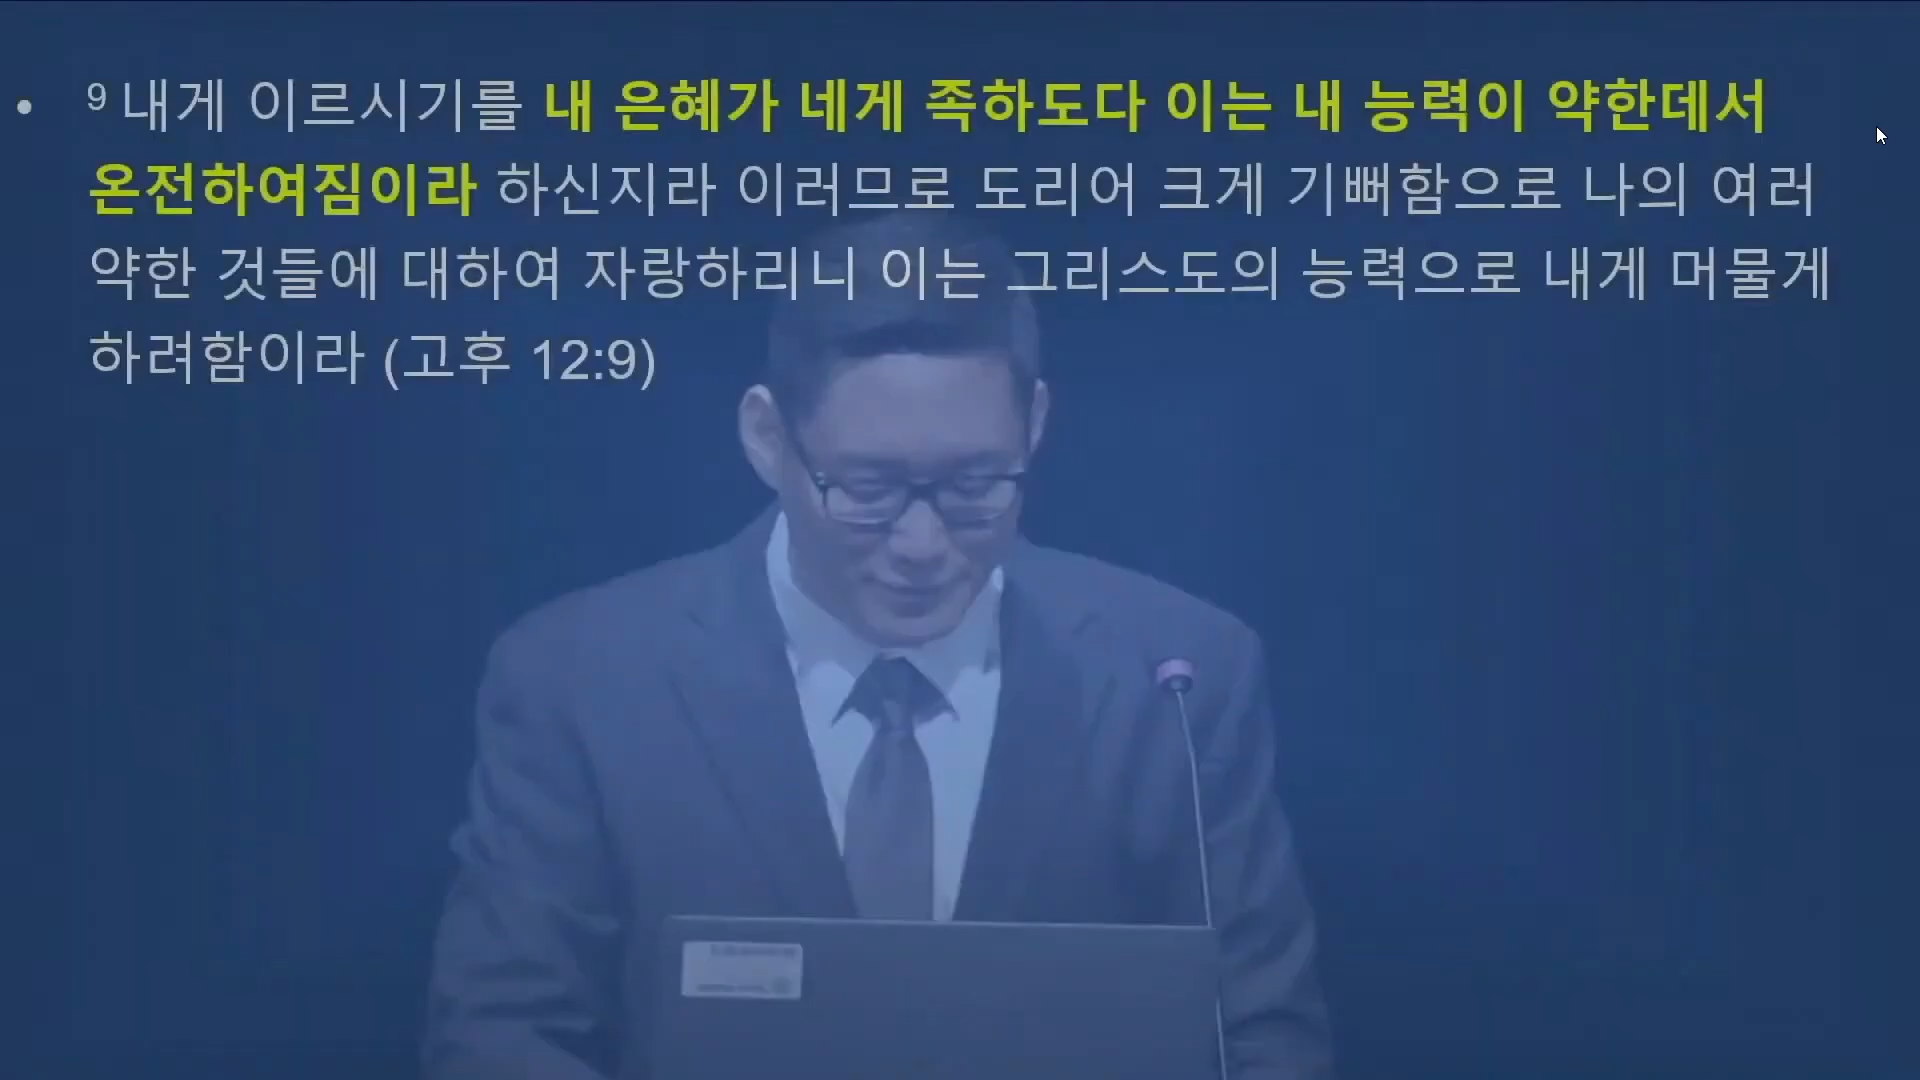 • 9 내게 이르시기를 내 은혜가 네게 족하도다 이는 내 능력이 약한데서
온전하여짐이라 하신지라 이러므로 도리어 크게 기뻐함으로 나의 여러
약한 것들에 대하여 자랑하리니 이는 그리스도의 능력으로 내게 머물게
하려함이라 (고후 12:9)